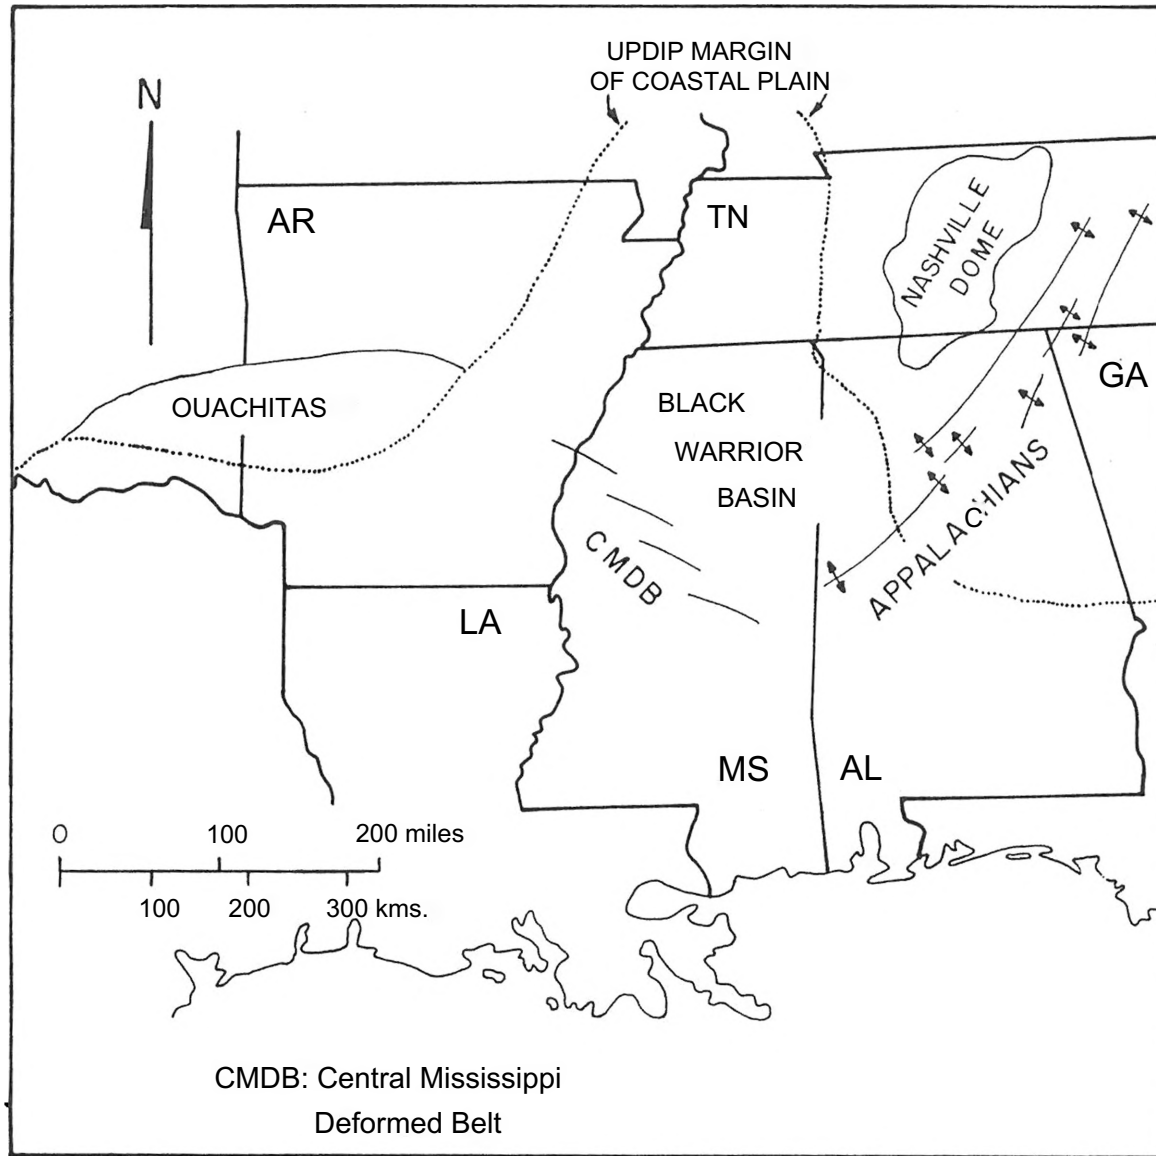 UPDIP MARGIN
OF COASTAL PLAIN
N
AR
TN
NASHVILLE
DOME
GA
OUACHITAS
BLACK
WARRIOR
BASIN
APPALACHIANS
CMDB
LA
MS
AL
0 100 200 miles
100 200 300 kms.
CMDB: Central Mississippi
Deformed Belt